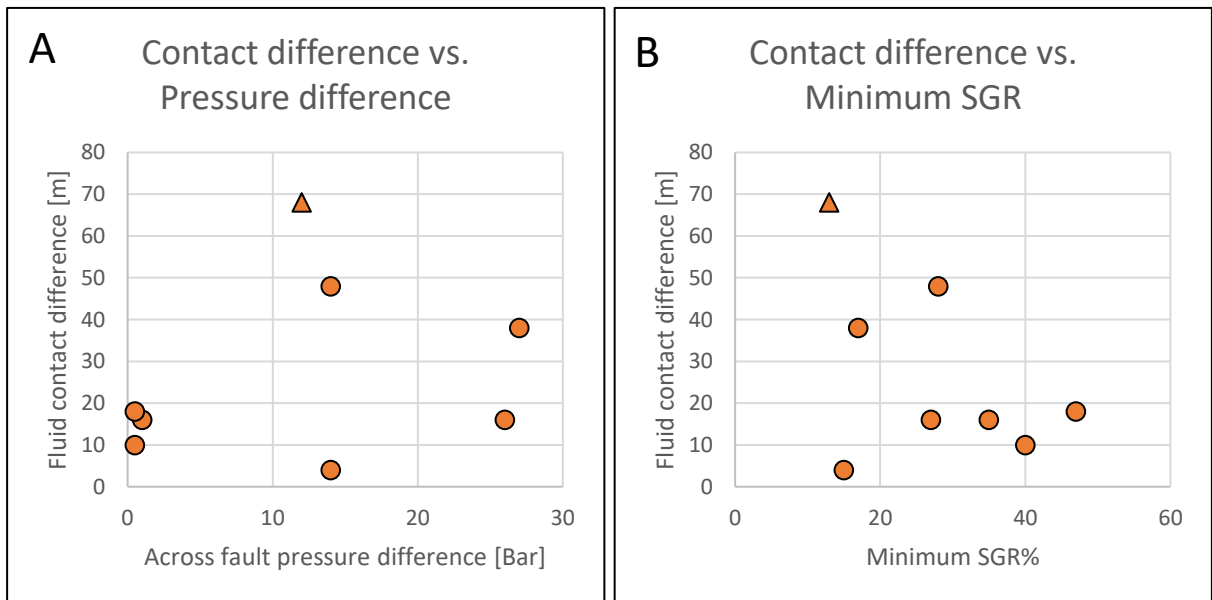 A
Contact difference vs.
Pressure difference
Fluid contact difference [m]
80
70
60
50
40
30
20
10
0
0 10 20 30
Across fault pressure difference [Bar]
B
Contact difference vs.
Minimum SGR
Fluid contact difference [m]
80
70
60
50
40
30
20
10
0
0 20 40 60
Minimum SGR%